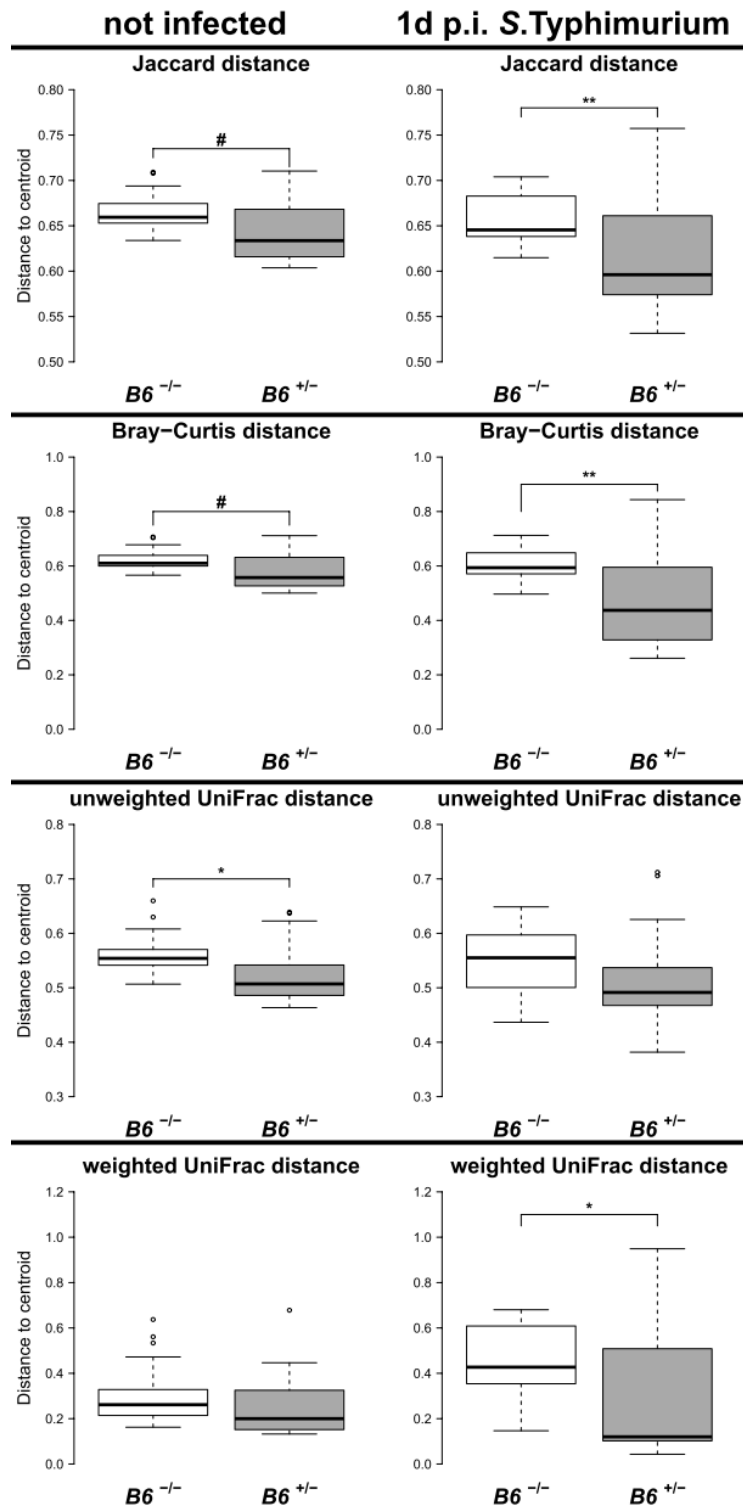 not infected 1d p.i. S.Typhimurium
Jaccard distance Jaccard distance
Distance to centroid
0.80 0.80
0.75 0.75
0.70 0.70
0.65 0.65
0.60 0.60
0.55 0.55
0.50 0.50
# **
B6 −/− B6 +/− B6 −/− B6 +/−
Bray−Curtis distance Bray−Curtis distance
Distance to centroid
1.0 1.0
0.8 0.8
0.6 0.6
0.4 0.4
0.2 0.2
0.0 0.0
# **
B6 −/− B6 +/− B6 −/− B6 +/−
unweighted UniFrac distance unweighted UniFrac distance
Distance to centroid
0.8 0.8
0.7 0.7
0.6 0.6
0.5 0.5
0.4 0.4
0.3 0.3
*
B6 −/− B6 +/− B6 −/− B6 +/−
weighted UniFrac distance weighted UniFrac distance
Distance to centroid
1.2 1.2
1.0 1.0
0.8 0.8
0.6 0.6
0.4 0.4
0.2 0.2
0.0 0.0
*
B6 −/− B6 +/− B6 −/− B6 +/−